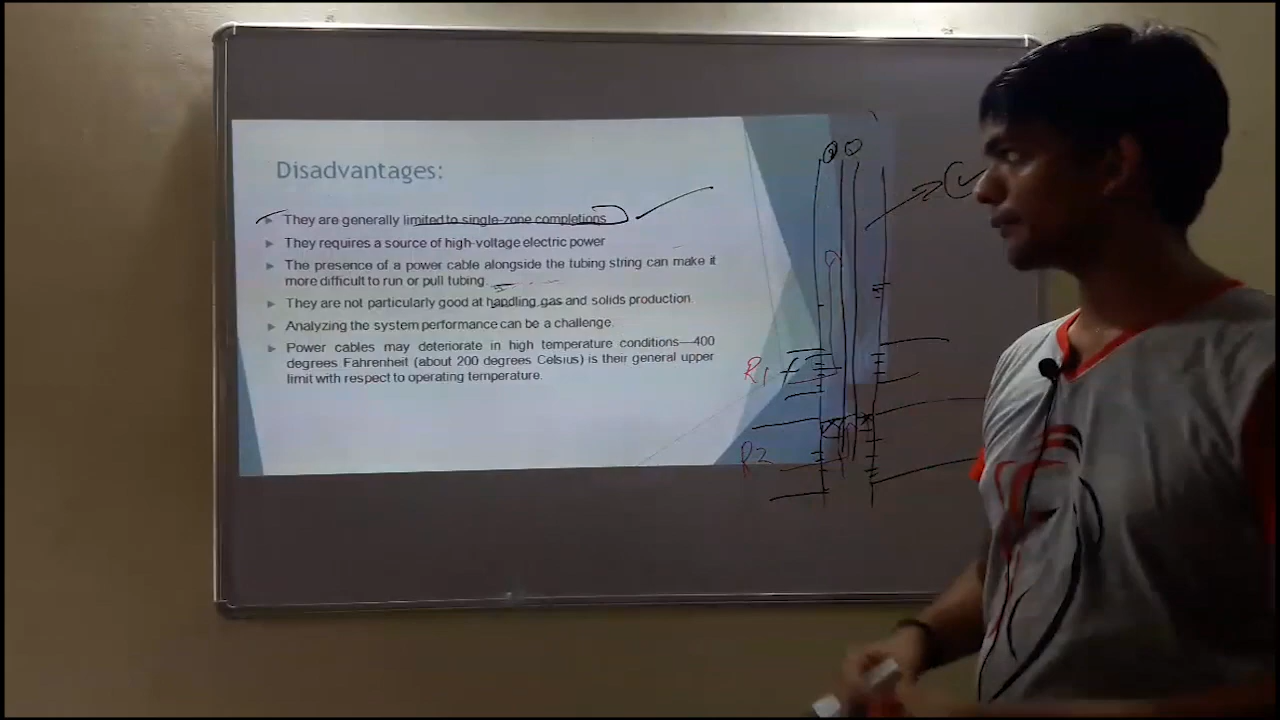 Disadvantages:
They are generally limited to single-zone completions
They requires a source of high-voltage electric power
The presence of a power cable alongside the tubing string can make it
more difficult to run or pull tubing.
They are not particularly good at handling gas and solids production
Analyzing the system performance can be a challenge.
Power cables may deteriorate in high temperature conditions—400
degrees Fahrenheit (about 200 degrees Celsius) is their general upper
limit with respect to operating temperature.
R1
R2